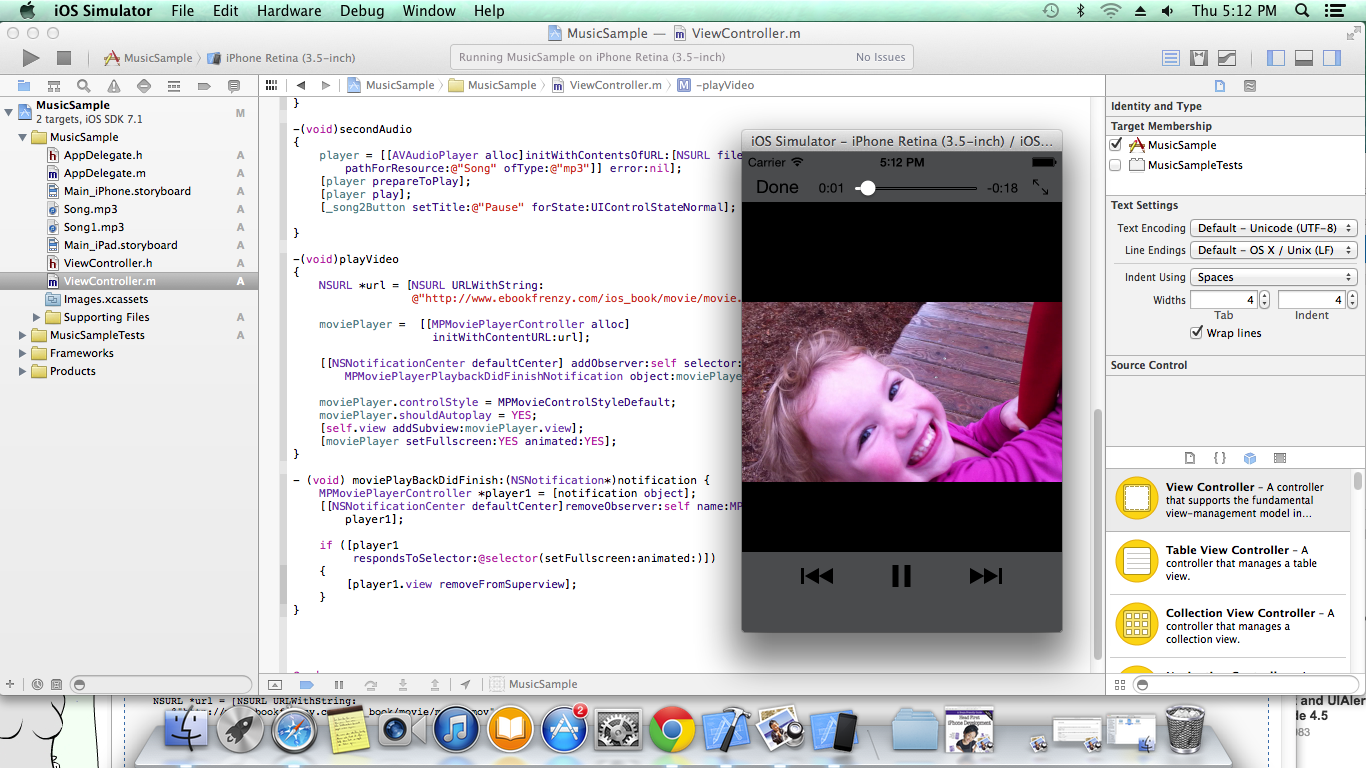 iOS Simulator File Edit Hardware Debug Window Help Thu 5:12 PM
MusicSample — ViewController.m
MusicSample iPhone Retina (3.5-inch)
Running MusicSample on iPhone Retina (3.5-inch) No Issues
MusicSample ViewController.m -playVideo
MusicSample M
2 targets, iOS SDK 7.1
MusicSample
AppDelegate.h A
AppDelegate.m A
Main_iPhone.storyboard A
Song.mp3 A
Song1.mp3 A
Main_iPad.storyboard A
ViewController.h A
ViewController.m A
Images.xcassets A
Supporting Files A
MusicSampleTests A
Frameworks
Products
}
-(void)secondAudio
{
player = [[AVAudioPlayer alloc]initWithContentsOfURL:[NSURL file
pathForResource:@"Song" ofType:@"mp3"]] error:nil];
[player prepareToPlay];
[player play];
[_song2Button setTitle:@"Pause" forState:UIControlStateNormal];
}
-(void)playVideo
{
NSURL *url = [NSURL URLWithString:
@"http://www.ebookfrenzy.com/ios_book/movie/movie.
moviePlayer = [[MPMoviePlayerController alloc]
initWithContentURL:url];
[[NSNotificationCenter defaultCenter] addObserver:self selector:
MPMoviePlayerPlaybackDidFinishNotification object:moviePlaye
moviePlayer.controlStyle = MPMovieControlStyleDefault;
moviePlayer.shouldAutoplay = YES;
[self.view addSubview:moviePlayer.view];
[moviePlayer setFullscreen:YES animated:YES];
}
- (void) moviePlayBackDidFinish:(NSNotification*)notification {
MPMoviePlayerController *player1 = [notification object];
[[NSNotificationCenter defaultCenter]removeObserver:self name:MP
player1];
if ([player1
respondsToSelector:@selector(setFullscreen:animated:)])
{
[player1.view removeFromSuperview];
}
}
MusicSample
iOS Simulator – iPhone Retina (3.5-inch) / iOS...
Carrier 5:12 PM
Done 0:01 -0:18
Identity and Type
Target Membership
MusicSample
MusicSampleTests
Text Settings
Text Encoding Default – Unicode (UTF-8)
Line Endings Default – OS X / Unix (LF)
Indent Using Spaces
Widths 4 4
Tab Indent
Wrap lines
Source Control
{ }
View Controller – A controller
that supports the fundamental
view-management model in...
Table View Controller – A
controller that manages a table
view.
Collection View Controller – A
controller that manages a
collection view.
NSURL *url = [NSURL URLWithString:
and UIAler
4.5
083
2
Head First
iPhone Development